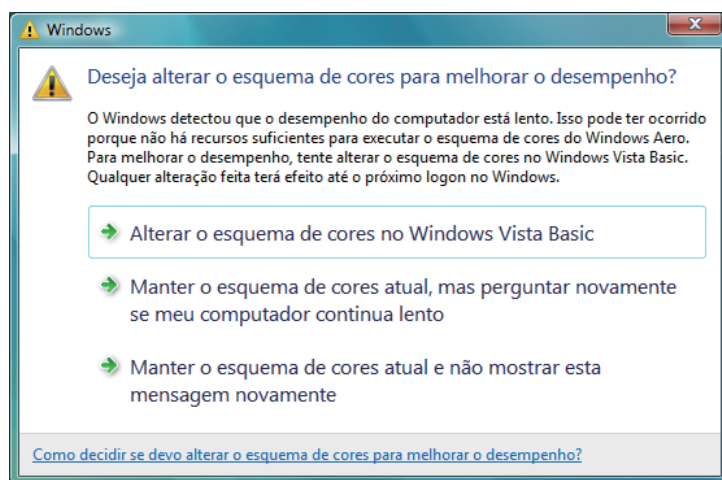 Windows
Deseja alterar o esquema de cores para melhorar o desempenho?
O Windows detectou que o desempenho do computador está lento. Isso pode ter ocorrido
porque não há recursos suficientes para executar o esquema de cores do Windows Aero.
Para melhorar o desempenho, tente alterar o esquema de cores no Windows Vista Basic.
Qualquer alteração feita terá efeito até o próximo logon no Windows.
Alterar o esquema de cores no Windows Vista Basic
Manter o esquema de cores atual, mas perguntar novamente
se meu computador continua lento
Manter o esquema de cores atual e não mostrar esta
mensagem novamente
Como decidir se devo alterar o esquema de cores para melhorar o desempenho?